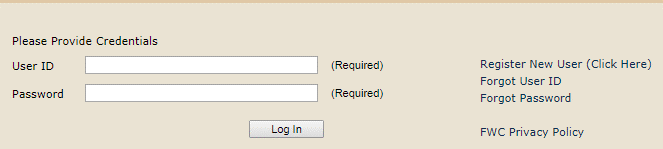 Please Provide Credentials
User ID (Required)
Password (Required)
Log In
Register New User (Click Here)
Forgot User ID
Forgot Password
FWC Privacy Policy